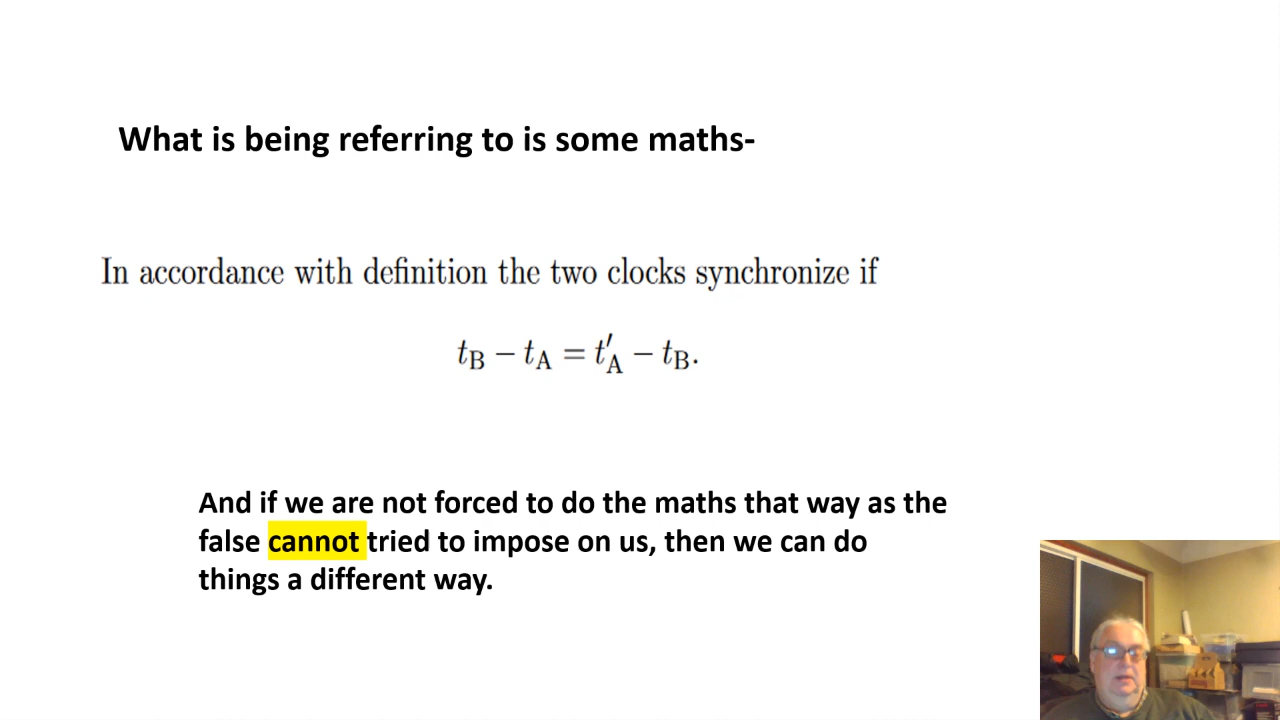 What is being referring to is some maths-
In accordance with definition the two clocks synchronize if
t_B − t_A = t′_A − t_B.
And if we are not forced to do the maths that way as the
false cannot tried to impose on us, then we can do
things a different way.